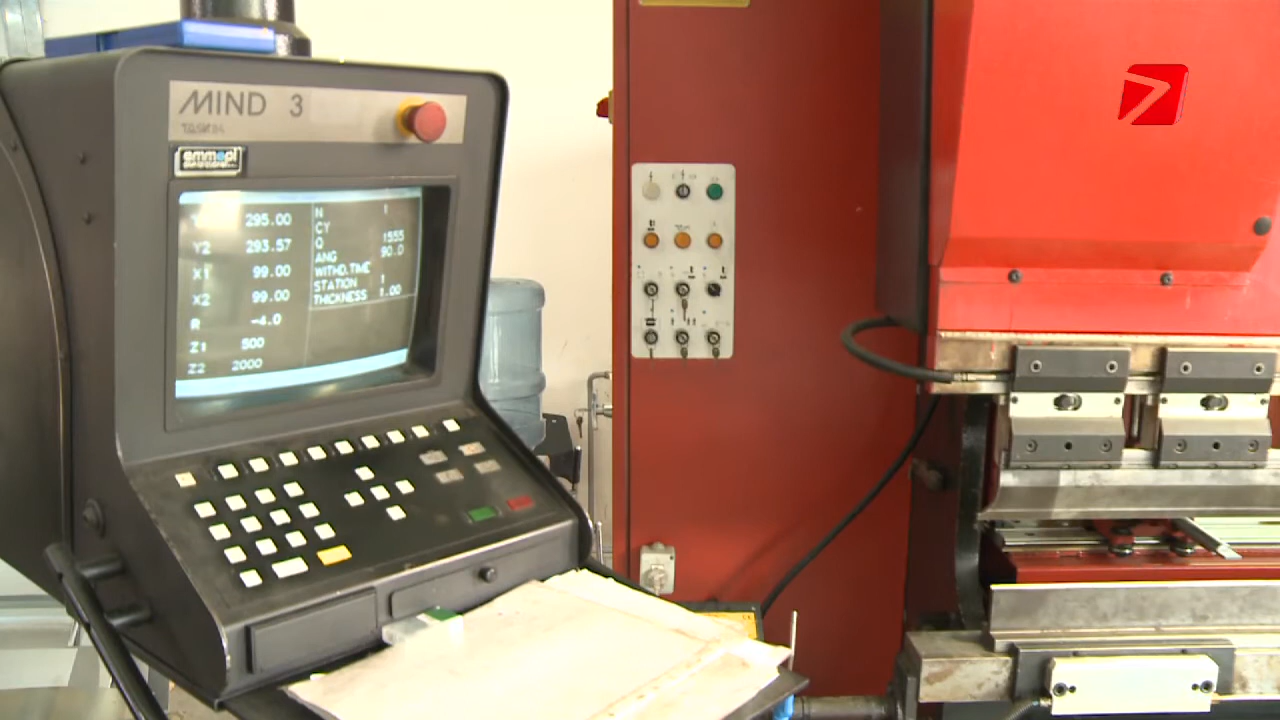 MIND 3
295.00
Y2 293.57
X1 99.00
X2 99.00
R -4.0
Z1 500
Z2 2000
N 1
CY
Q 1555
ANG 90.0
WITHD.TIME
STATION 1
THICKNESS 1.00